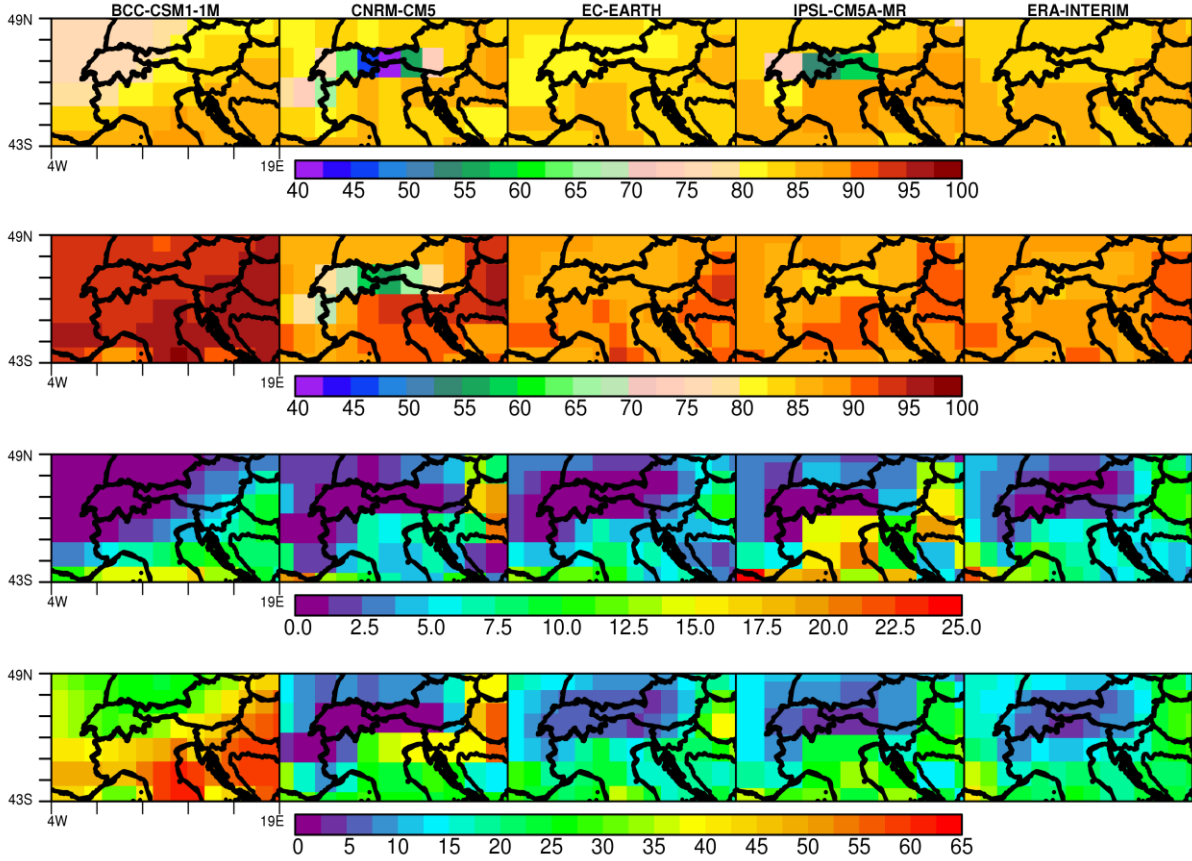 BCC-CSM1-1M CNRM-CM5 EC-EARTH IPSL-CM5A-MR ERA-INTERIM
49N
43S
4W 19E
40 45 50 55 60 65 70 75 80 85 90 95 100
49N
43S
4W 19E
40 45 50 55 60 65 70 75 80 85 90 95 100
49N
43S
4W 19E
0.0 2.5 5.0 7.5 10.0 12.5 15.0 17.5 20.0 22.5 25.0
49N
43S
4W 19E
0 5 10 15 20 25 30 35 40 45 50 55 60 65